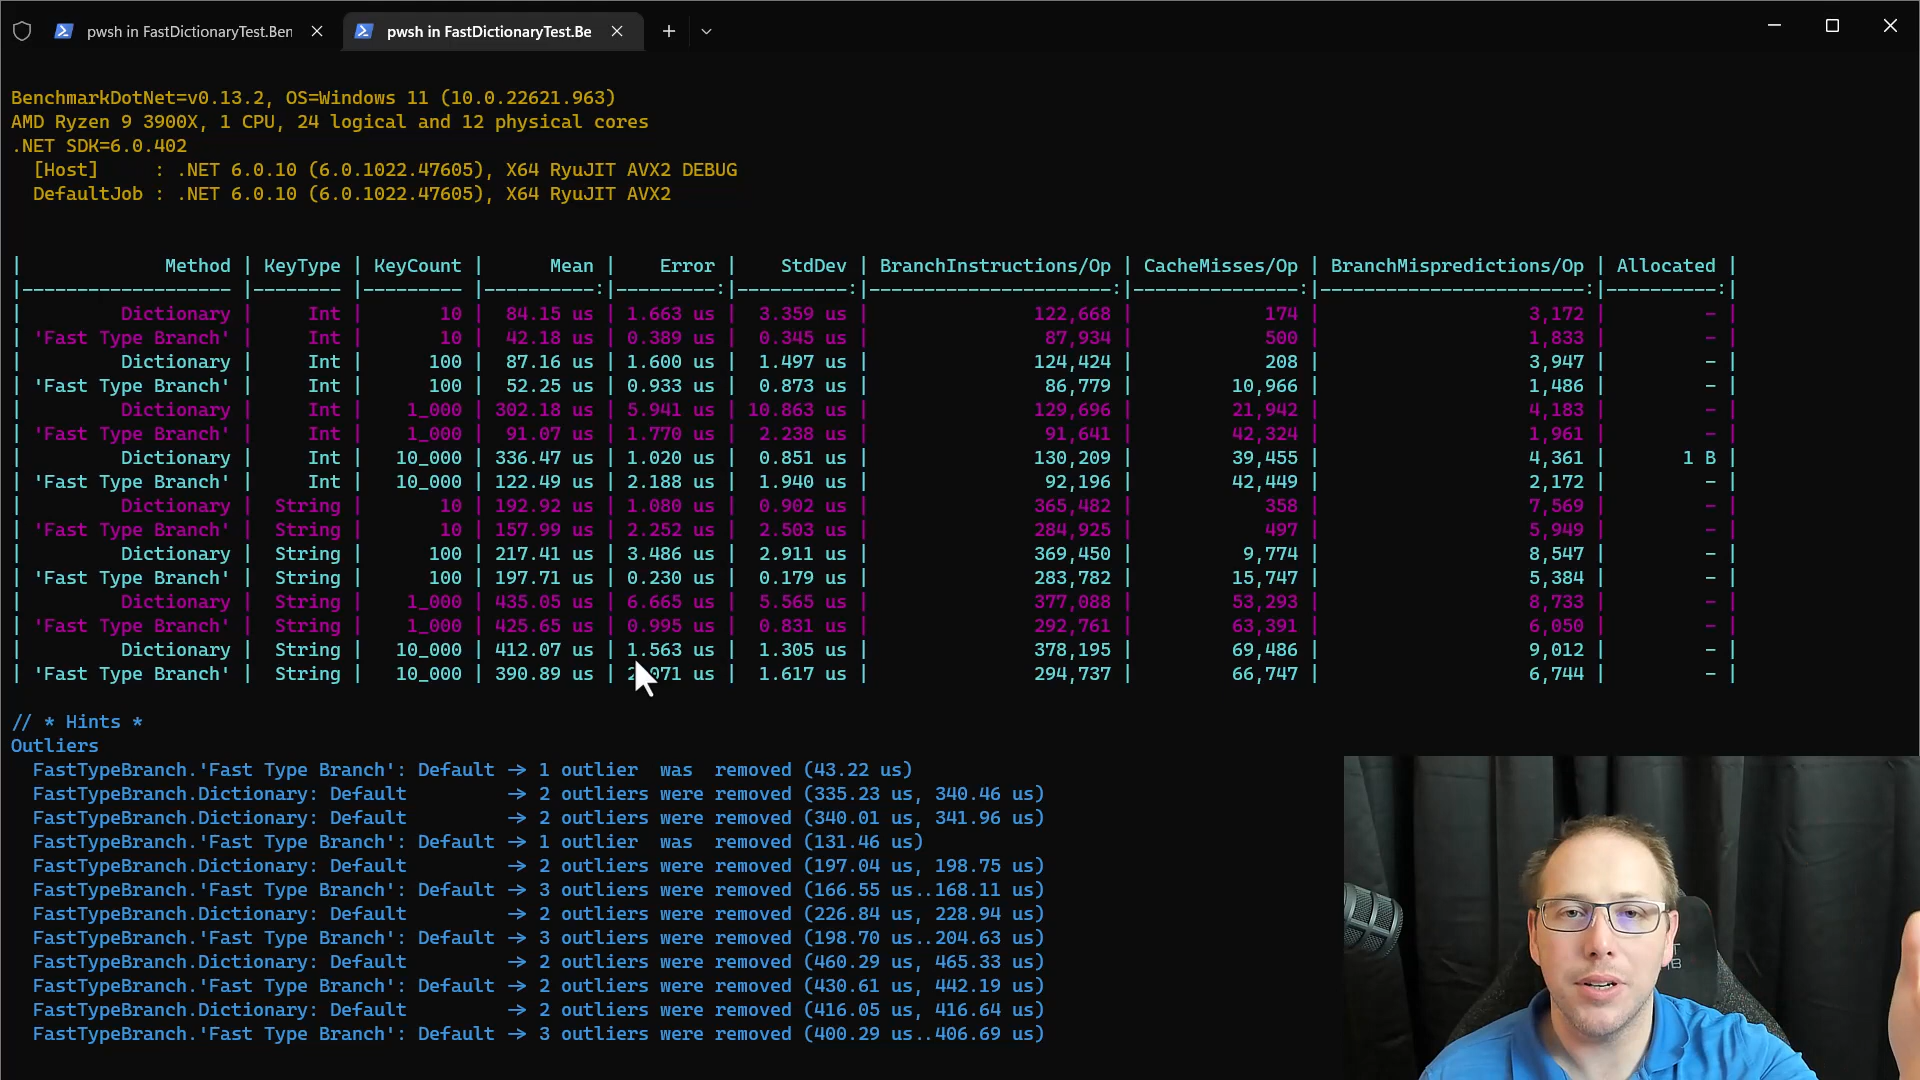 pwsh in FastDictionaryTest.Ben
pwsh in FastDictionaryTest.Be
BenchmarkDotNet=v0.13.2, OS=Windows 11 (10.0.22621.963)
AMD Ryzen 9 3900X, 1 CPU, 24 logical and 12 physical cores
.NET SDK=6.0.402
[Host]     : .NET 6.0.10 (6.0.1022.47605), X64 RyuJIT AVX2 DEBUG
DefaultJob : .NET 6.0.10 (6.0.1022.47605), X64 RyuJIT AVX2
| Method | KeyType | KeyCount | Mean | Error | StdDev | BranchInstructions/Op | CacheMisses/Op | BranchMispredictions/Op | Allocated |
|------------------- |-------- |--------- |----------:|---------:|----------:|----------------------:|---------------:|------------------------:|----------:|
| Dictionary | Int | 10 | 84.15 us | 1.663 us | 3.359 us | 122,668 | 174 | 3,172 | - |
| 'Fast Type Branch' | Int | 10 | 42.18 us | 0.389 us | 0.345 us | 87,934 | 500 | 1,833 | - |
| Dictionary | Int | 100 | 87.16 us | 1.600 us | 1.497 us | 124,424 | 208 | 3,947 | - |
| 'Fast Type Branch' | Int | 100 | 52.25 us | 0.933 us | 0.873 us | 86,779 | 10,966 | 1,486 | - |
| Dictionary | Int | 1_000 | 302.18 us | 5.941 us | 10.863 us | 129,696 | 21,942 | 4,183 | - |
| 'Fast Type Branch' | Int | 1_000 | 91.07 us | 1.770 us | 2.238 us | 91,641 | 42,324 | 1,961 | - |
| Dictionary | Int | 10_000 | 336.47 us | 1.020 us | 0.851 us | 130,209 | 39,455 | 4,361 | 1 B |
| 'Fast Type Branch' | Int | 10_000 | 122.49 us | 2.188 us | 1.940 us | 92,196 | 42,449 | 2,172 | - |
| Dictionary | String | 10 | 192.92 us | 1.080 us | 0.902 us | 365,482 | 358 | 7,569 | - |
| 'Fast Type Branch' | String | 10 | 157.99 us | 2.252 us | 2.503 us | 284,925 | 497 | 5,949 | - |
| Dictionary | String | 100 | 217.41 us | 3.486 us | 2.911 us | 369,450 | 9,774 | 8,547 | - |
| 'Fast Type Branch' | String | 100 | 197.71 us | 0.230 us | 0.179 us | 283,782 | 15,747 | 5,384 | - |
| Dictionary | String | 1_000 | 435.05 us | 6.665 us | 5.565 us | 377,088 | 53,293 | 8,733 | - |
| 'Fast Type Branch' | String | 1_000 | 425.65 us | 0.995 us | 0.831 us | 292,761 | 63,391 | 6,050 | - |
| Dictionary | String | 10_000 | 412.07 us | 1.563 us | 1.305 us | 378,195 | 69,486 | 9,012 | - |
| 'Fast Type Branch' | String | 10_000 | 390.89 us | us | 1.617 us | 294,737 | 66,747 | 6,744 | - |
// * Hints *
Outliers
FastTypeBranch.'Fast Type Branch': Default -> 1 outlier  was  removed (43.22 us)
FastTypeBranch.Dictionary: Default         -> 2 outliers were removed (335.23 us, 340.46 us)
FastTypeBranch.Dictionary: Default         -> 2 outliers were removed (340.01 us, 341.96 us)
FastTypeBranch.'Fast Type Branch': Default -> 1 outlier  was  removed (131.46 us)
FastTypeBranch.Dictionary: Default         -> 2 outliers were removed (197.04 us, 198.75 us)
FastTypeBranch.'Fast Type Branch': Default -> 3 outliers were removed (166.55 us..168.11 us)
FastTypeBranch.Dictionary: Default         -> 2 outliers were removed (226.84 us, 228.94 us)
FastTypeBranch.'Fast Type Branch': Default -> 3 outliers were removed (198.70 us..204.63 us)
FastTypeBranch.Dictionary: Default         -> 2 outliers were removed (460.29 us, 465.33 us)
FastTypeBranch.'Fast Type Branch': Default -> 2 outliers were removed (430.61 us, 442.19 us)
FastTypeBranch.Dictionary: Default         -> 2 outliers were removed (416.05 us, 416.64 us)
FastTypeBranch.'Fast Type Branch': Default -> 3 outliers were removed (400.29 us..406.69 us)